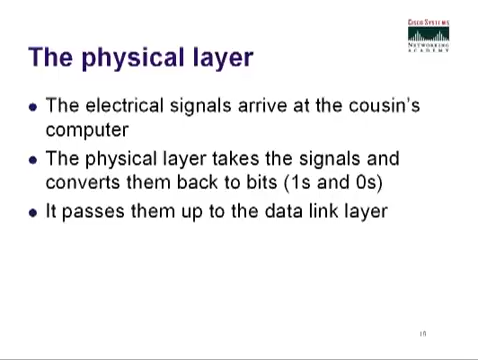 CISCO SYSTEMS
NETWORKING
ACADEMY
The physical layer
The electrical signals arrive at the cousin's
computer
The physical layer takes the signals and
converts them back to bits (1s and 0s)
It passes them up to the data link layer